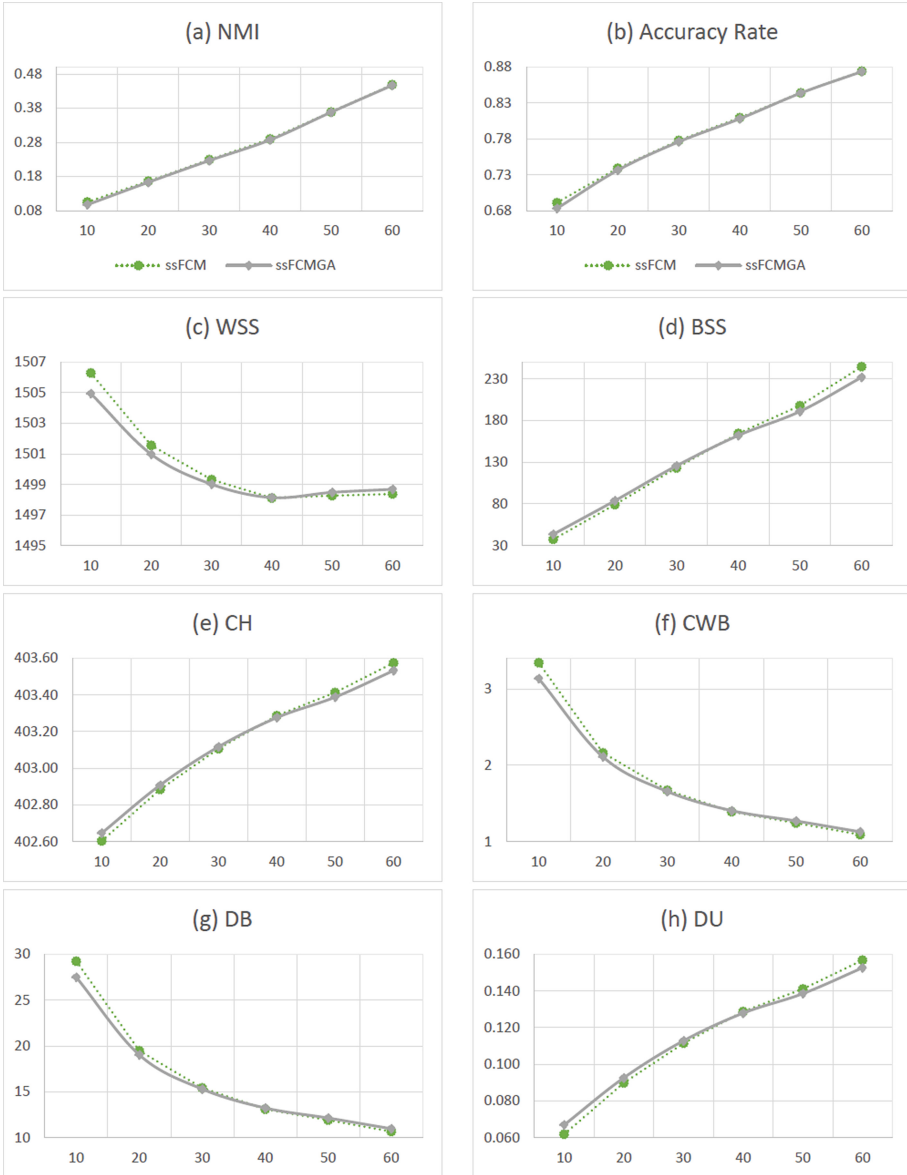 (a) NMI
0.48
0.38
0.28
0.18
0.08
10 20 30 40 50 60
ssFCM ssFCMGA
(b) Accuracy Rate
0.88
0.83
0.78
0.73
0.68
10 20 30 40 50 60
ssFCM ssFCMGA
(c) WSS
1507
1505
1503
1501
1499
1497
1495
10 20 30 40 50 60
(d) BSS
230
180
130
80
30
10 20 30 40 50 60
(e) CH
403.60
403.40
403.20
403.00
402.80
402.60
10 20 30 40 50 60
(f) CWB
3
2
1
10 20 30 40 50 60
(g) DB
30
25
20
15
10
10 20 30 40 50 60
(h) DU
0.160
0.140
0.120
0.100
0.080
0.060
10 20 30 40 50 60